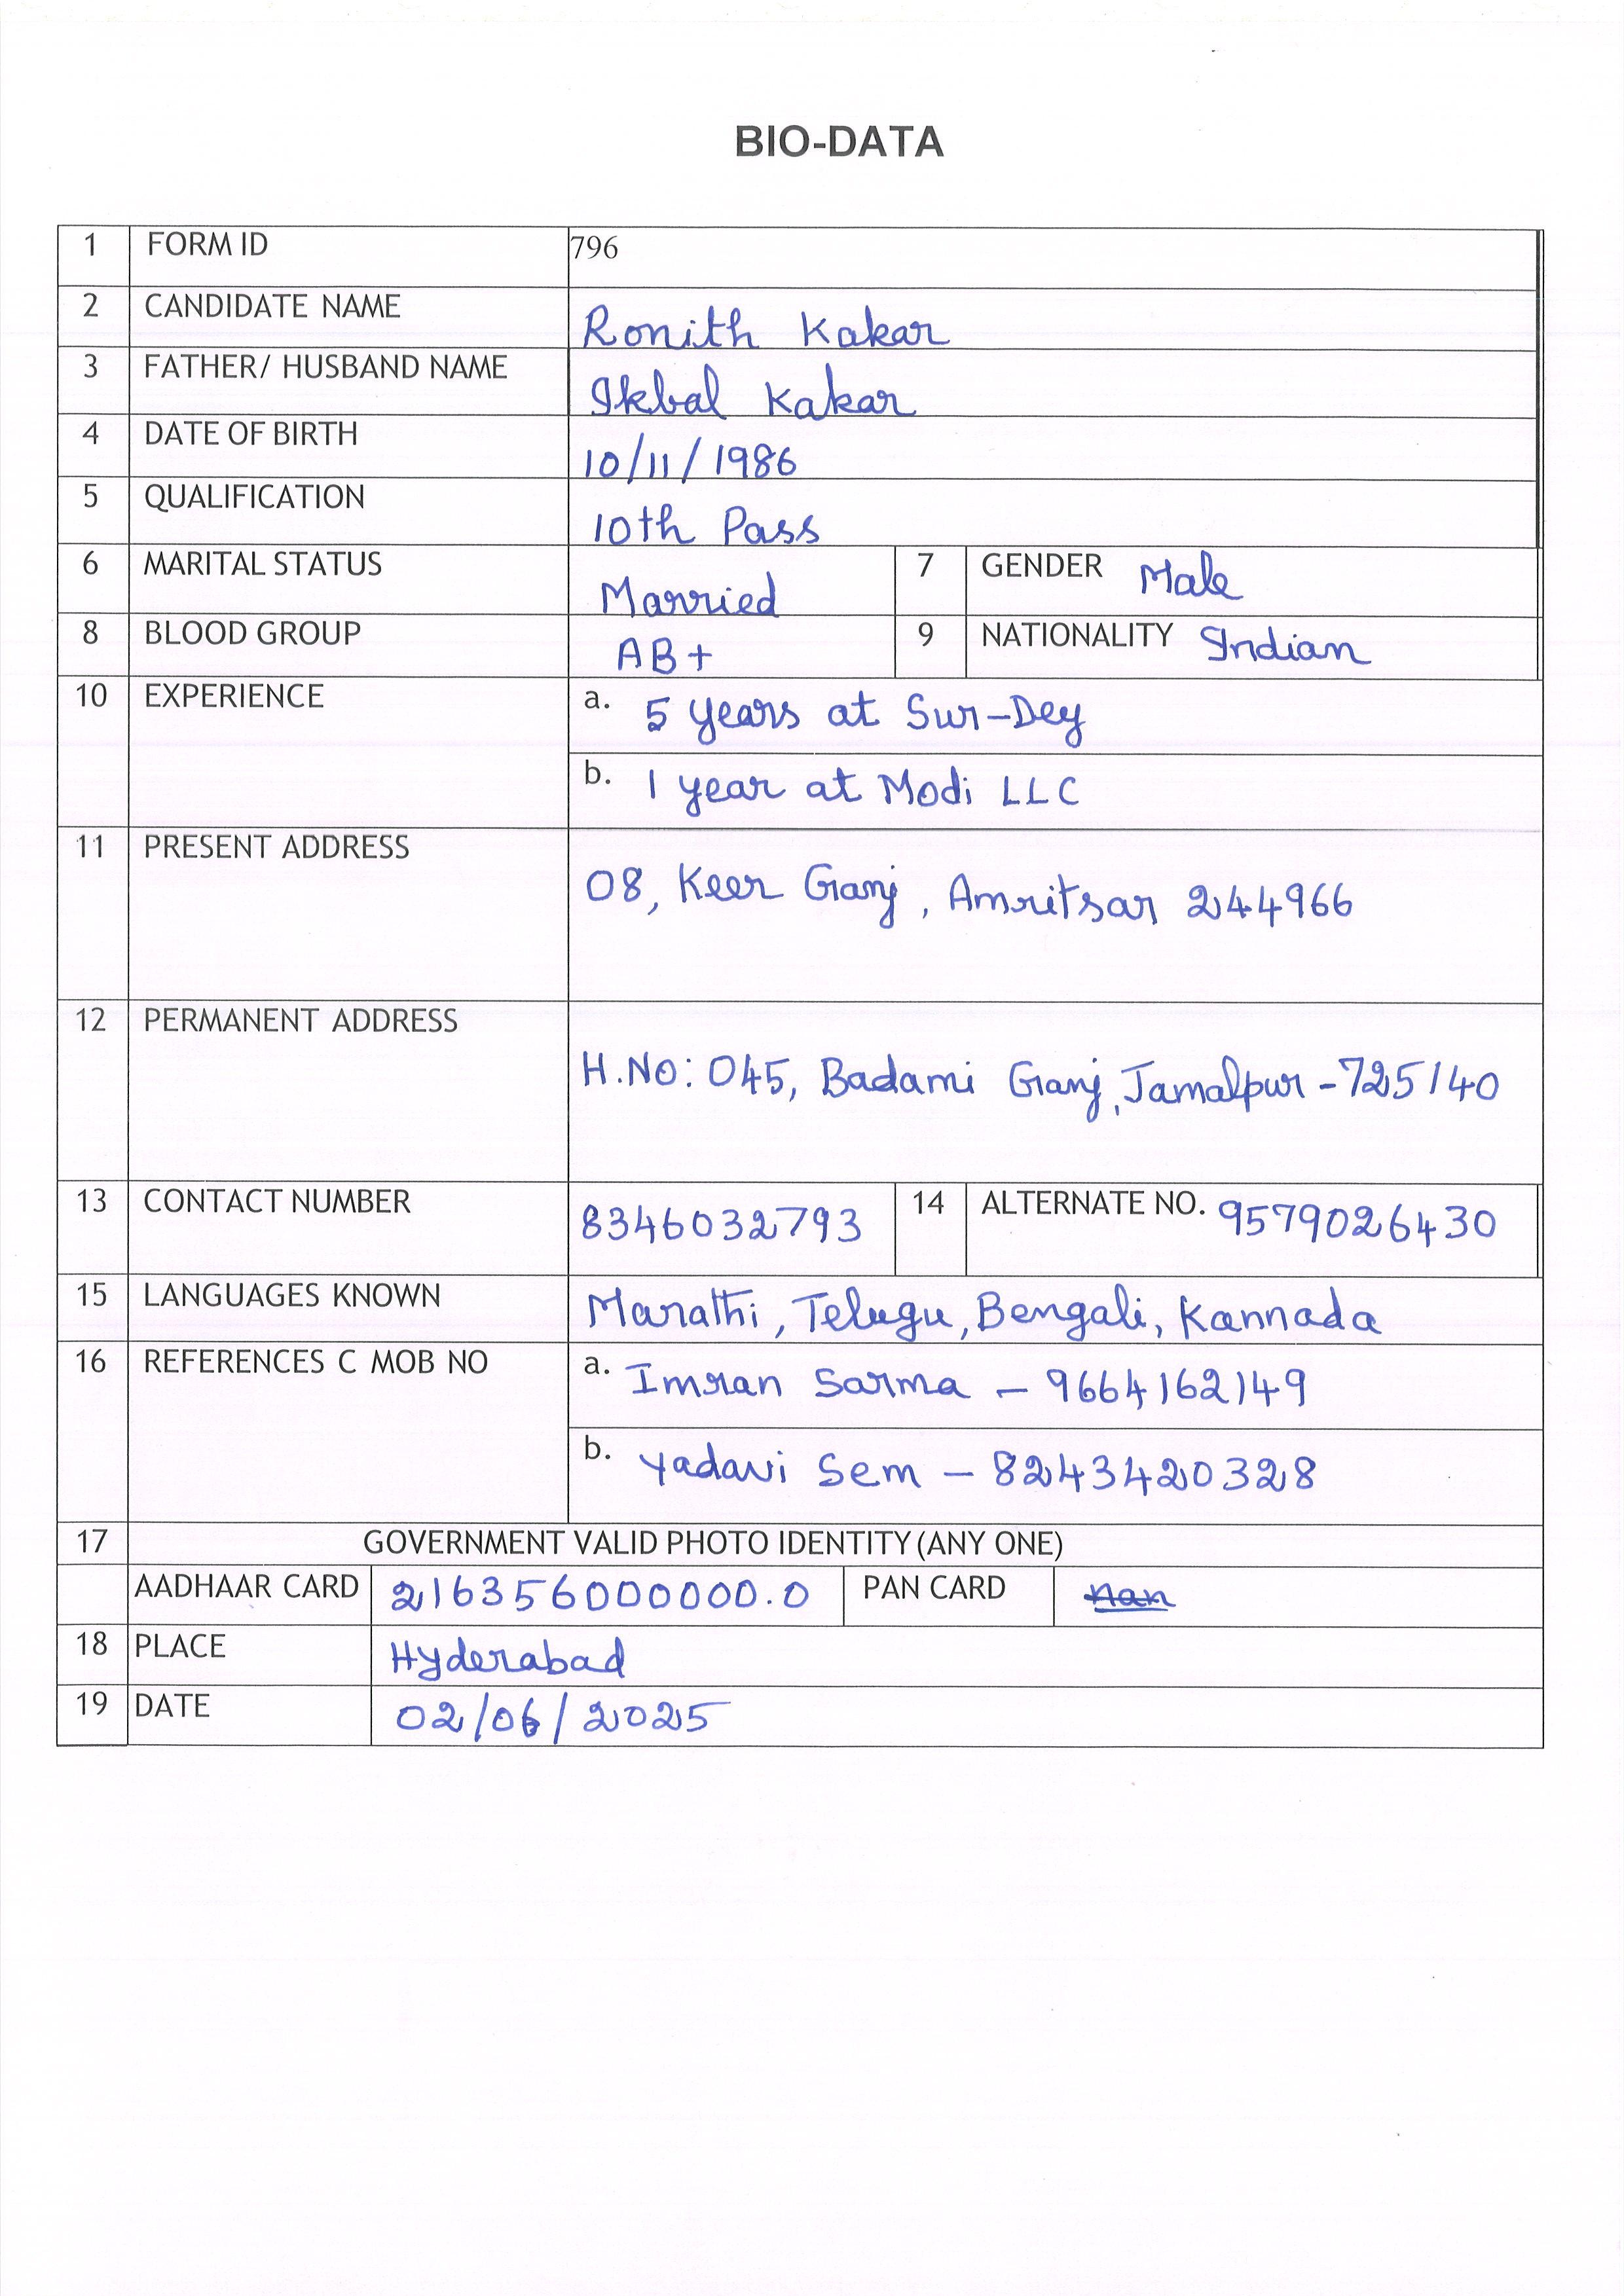 BIO-DATA
1 FORM ID 796
2 CANDIDATE NAME Ronith Kakar
3 FATHER/ HUSBAND NAME Ikbal Kakar
4 DATE OF BIRTH 10/11/1986
5 QUALIFICATION 10th Pass
6 MARITAL STATUS Married 7 GENDER Male
8 BLOOD GROUP AB+ 9 NATIONALITY Indian
10 EXPERIENCE a. 5 years at Sur-Dey
b. 1 year at Modi LLC
11 PRESENT ADDRESS 08, Keer Ganj, Amritsar 244966
12 PERMANENT ADDRESS H.No: 045, Badami Ganj, Jamalpur - 725140
13 CONTACT NUMBER 8346032793 14 ALTERNATE NO. 9579026430
15 LANGUAGES KNOWN Marathi, Telugu, Bengali, Kannada
16 REFERENCES C MOB NO a. Imran Sarma - 9664162149
b. Yadavi Sem - 8243420328
17 GOVERNMENT VALID PHOTO IDENTITY (ANY ONE)
AADHAAR CARD 216356000000.0 PAN CARD nan
18 PLACE Hyderabad
19 DATE 02/06/2025